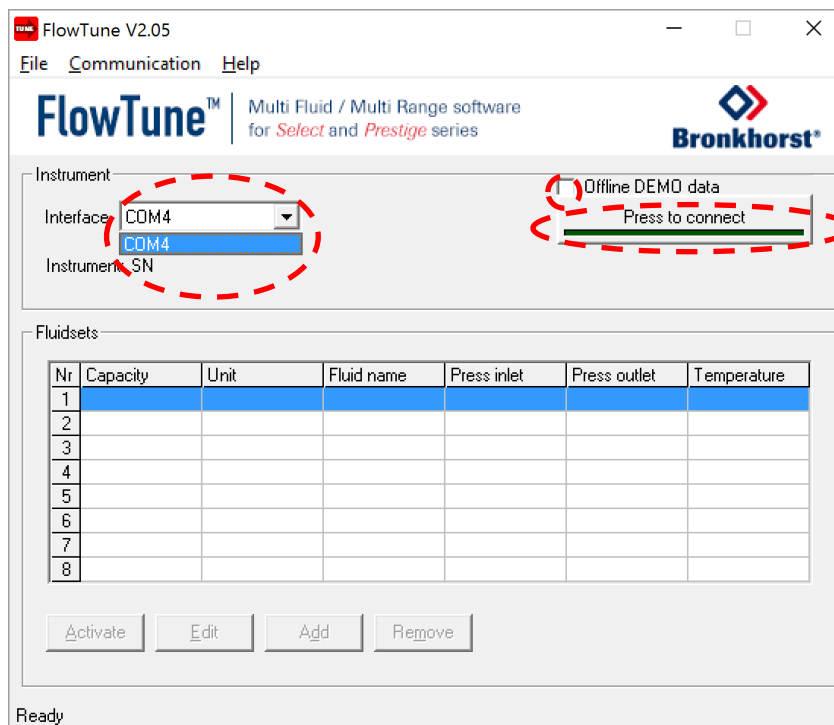 TUNE FlowTune V2.05
File Communication Help
FlowTune™
Multi Fluid / Multi Range software
for Select and Prestige series
Bronkhorst®
Instrument
Offline DEMO data
Interface: COM4
Press to connect
COM4
Instrument: SN
Fluidsets
Nr Capacity Unit Fluid name Press inlet Press outlet Temperature
1
2
3
4
5
6
7
8
Activate Edit Add Remove
Ready